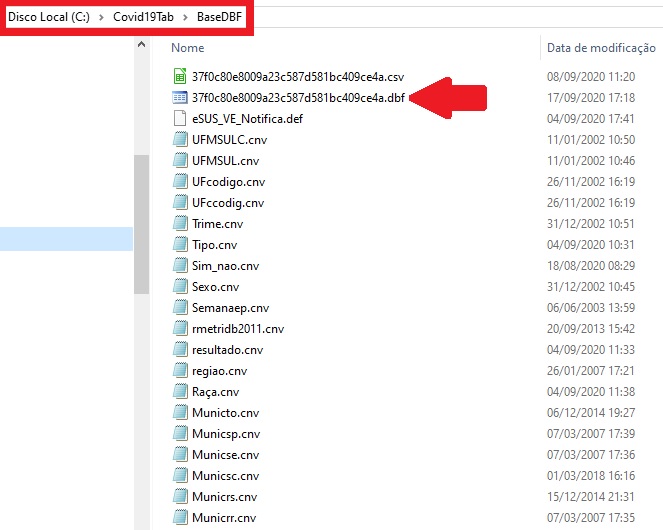 Disco Local (C:) > Covid19Tab > BaseDBF
Nome Data de modificação
37f0c80e8009a23c587d581bc409ce4a.csv 08/09/2020 11:20
37f0c80e8009a23c587d581bc409ce4a.dbf 17/09/2020 17:18
eSUS_VE_Notifica.def 04/09/2020 17:41
UFMSULC.cnv 11/01/2002 10:50
UFMSUL.cnv 11/01/2002 10:46
UFcodigo.cnv 26/11/2002 16:19
UFccodig.cnv 26/11/2002 16:19
Trime.cnv 31/12/2002 10:51
Tipo.cnv 04/09/2020 10:31
Sim_nao.cnv 18/08/2020 08:29
Sexo.cnv 31/12/2002 10:45
Semanaep.cnv 06/06/2003 13:59
rmetridb2011.cnv 20/09/2013 15:42
resultado.cnv 04/09/2020 11:33
regiao.cnv 26/01/2007 17:21
Raça.cnv 04/09/2020 11:38
Municto.cnv 06/12/2014 19:27
Municsp.cnv 07/03/2007 17:39
Municse.cnv 07/03/2007 17:36
Municsc.cnv 01/03/2018 16:16
Municrs.cnv 15/12/2014 21:31
Municrr.cnv 07/03/2007 17:35